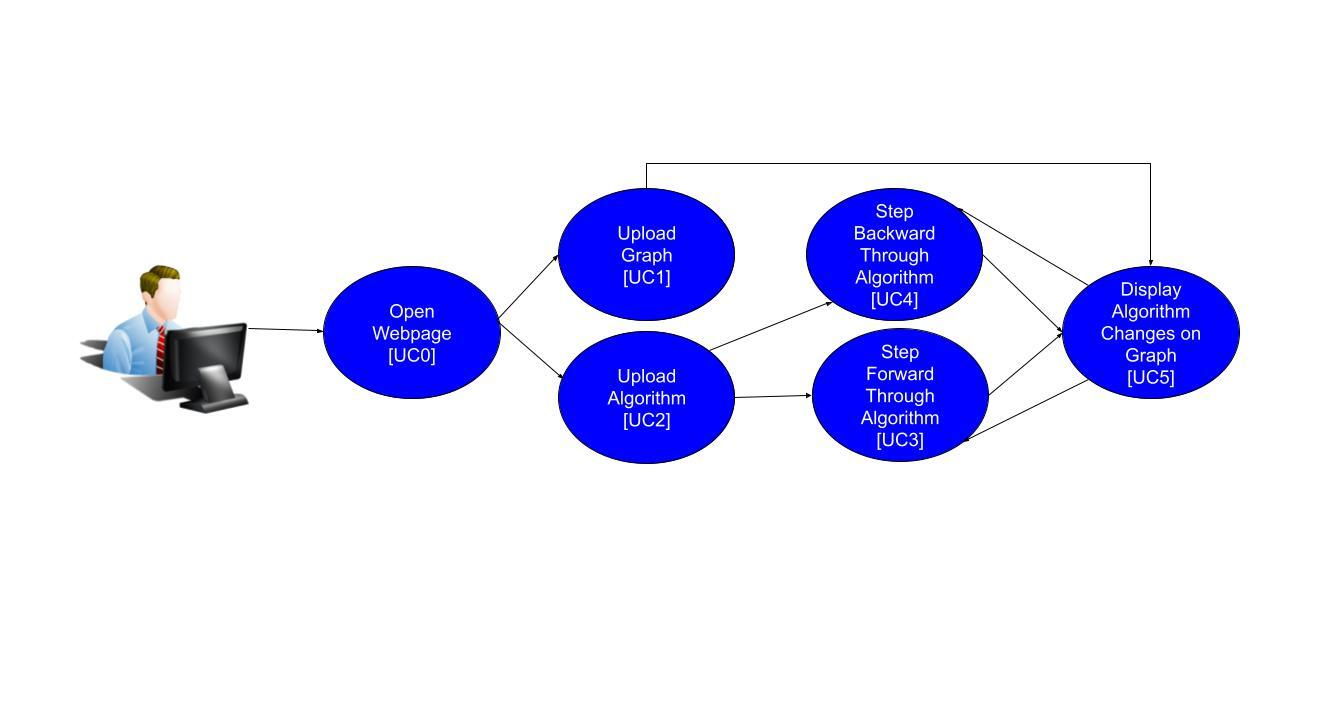 Open
Webpage
[UC0]
Upload
Graph
[UC1]
Upload
Algorithm
[UC2]
Step
Backward
Through
Algorithm
[UC4]
Step
Forward
Through
Algorithm
[UC3]
Display
Algorithm
Changes on
Graph
[UC5]